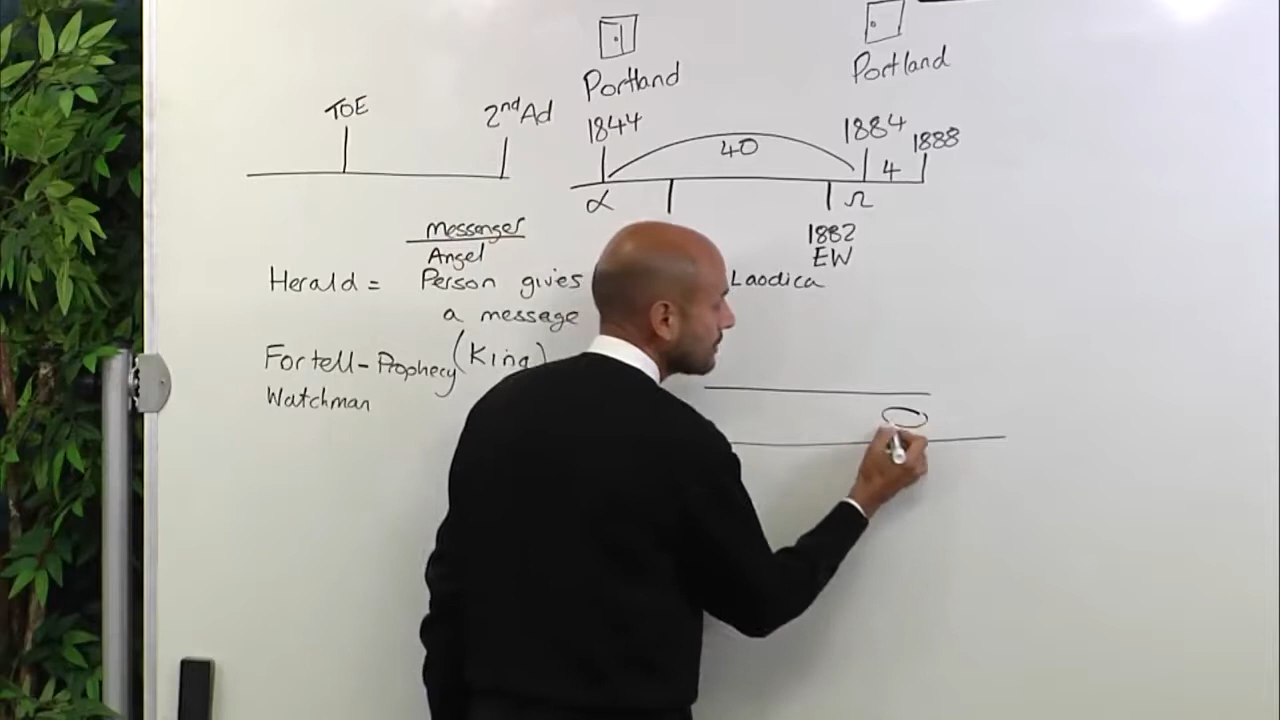 Portland
Portland
TOE
2nd Ad
1844
40
1884
4
1888
α
Ω
1882
EW
Messenger
Angel
Herald = Person gives
a message
Laodica
Fortell-Prophecy (King)
Watchman